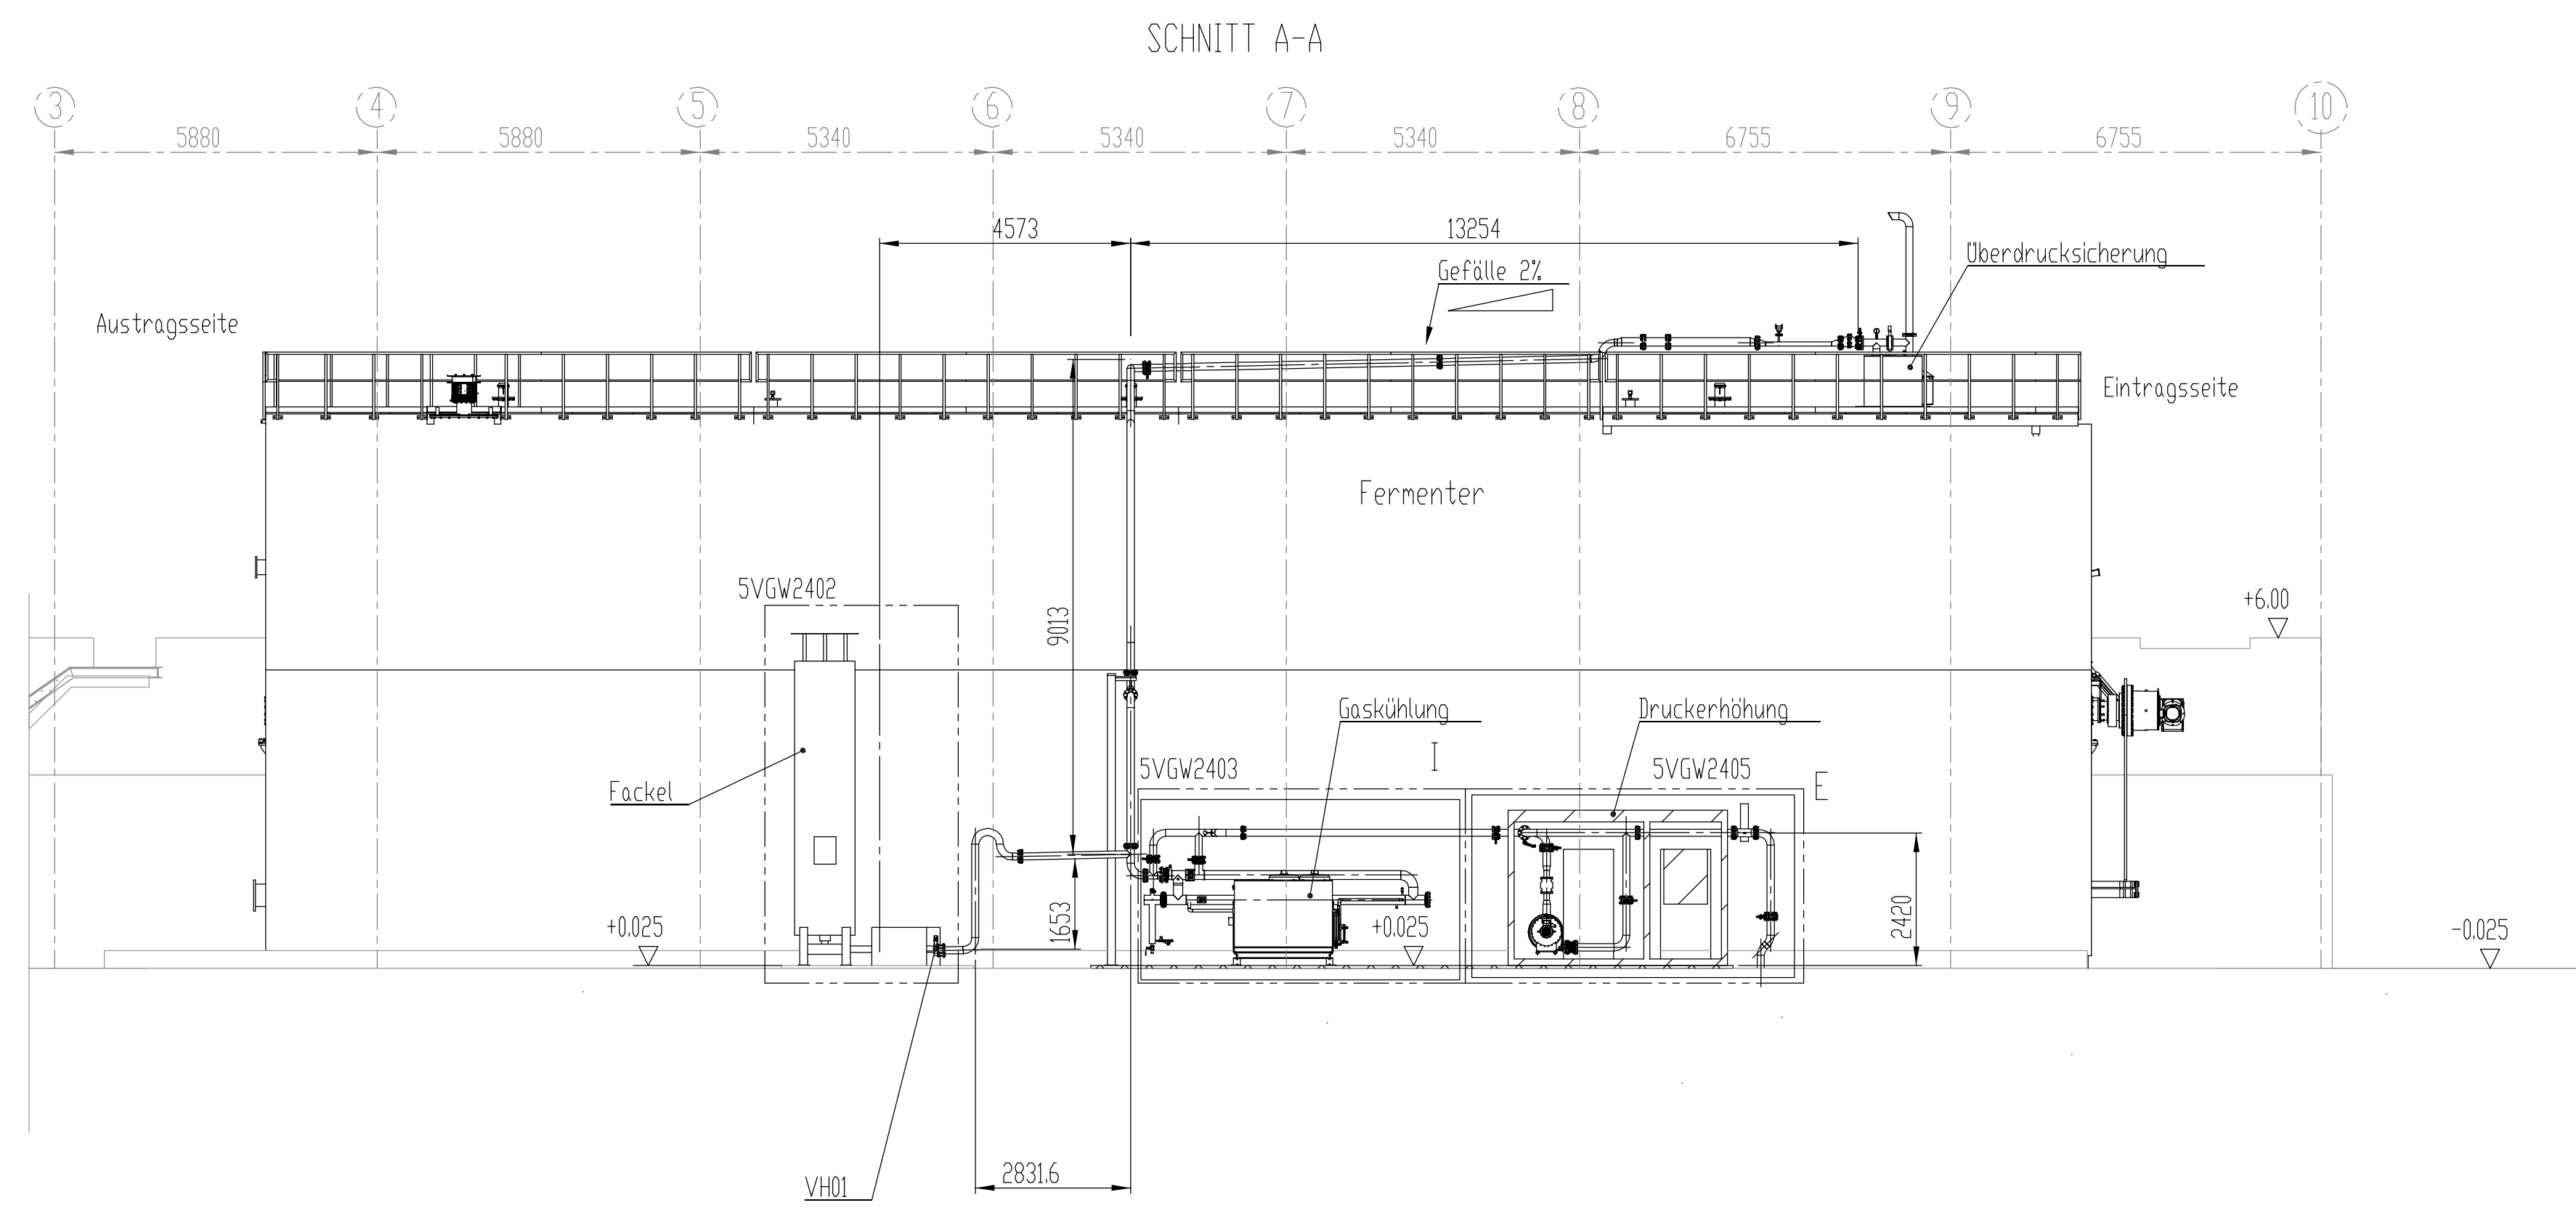 SCHNITT A-A
3
4
5
6
7
8
9
10
5880
5880
5340
5340
5340
6755
6755
4573
13254
Gefälle 2%
Überdrucksicherung
Austragsseite
Eintragsseite
Fermenter
5VGW2402
9013
+6.00
Gaskühlung
Druckerhöhung
I
5VGW2403
5VGW2405
E
Fackel
1653
+0.025
+0.025
2420
-0.025
2831.6
VH01